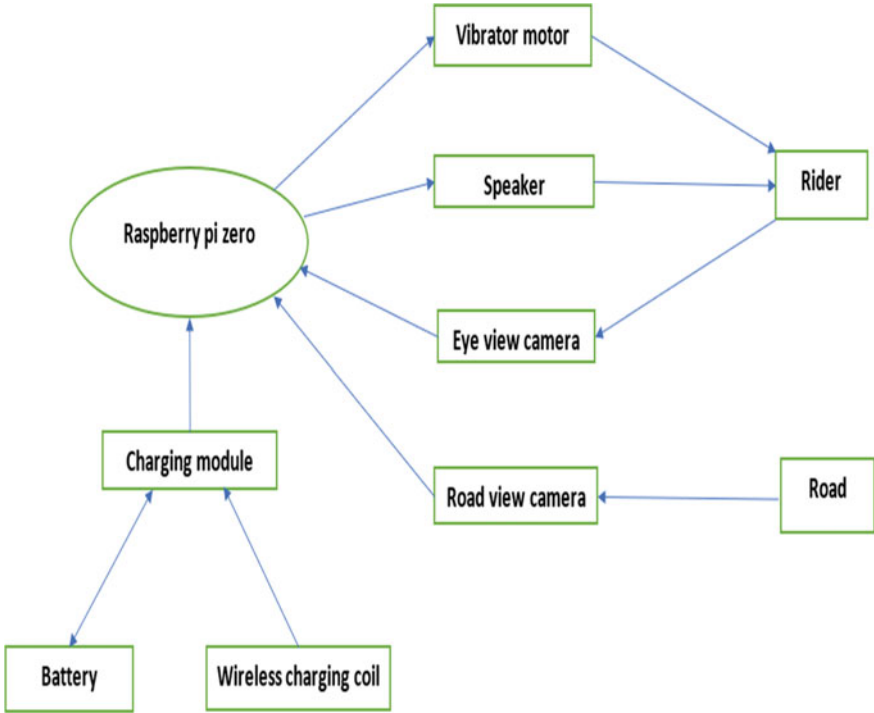 Vibrator motor
Speaker
Rider
Raspberry pi zero
Eye view camera
Charging module
Road view camera
Road
Battery
Wireless charging coil